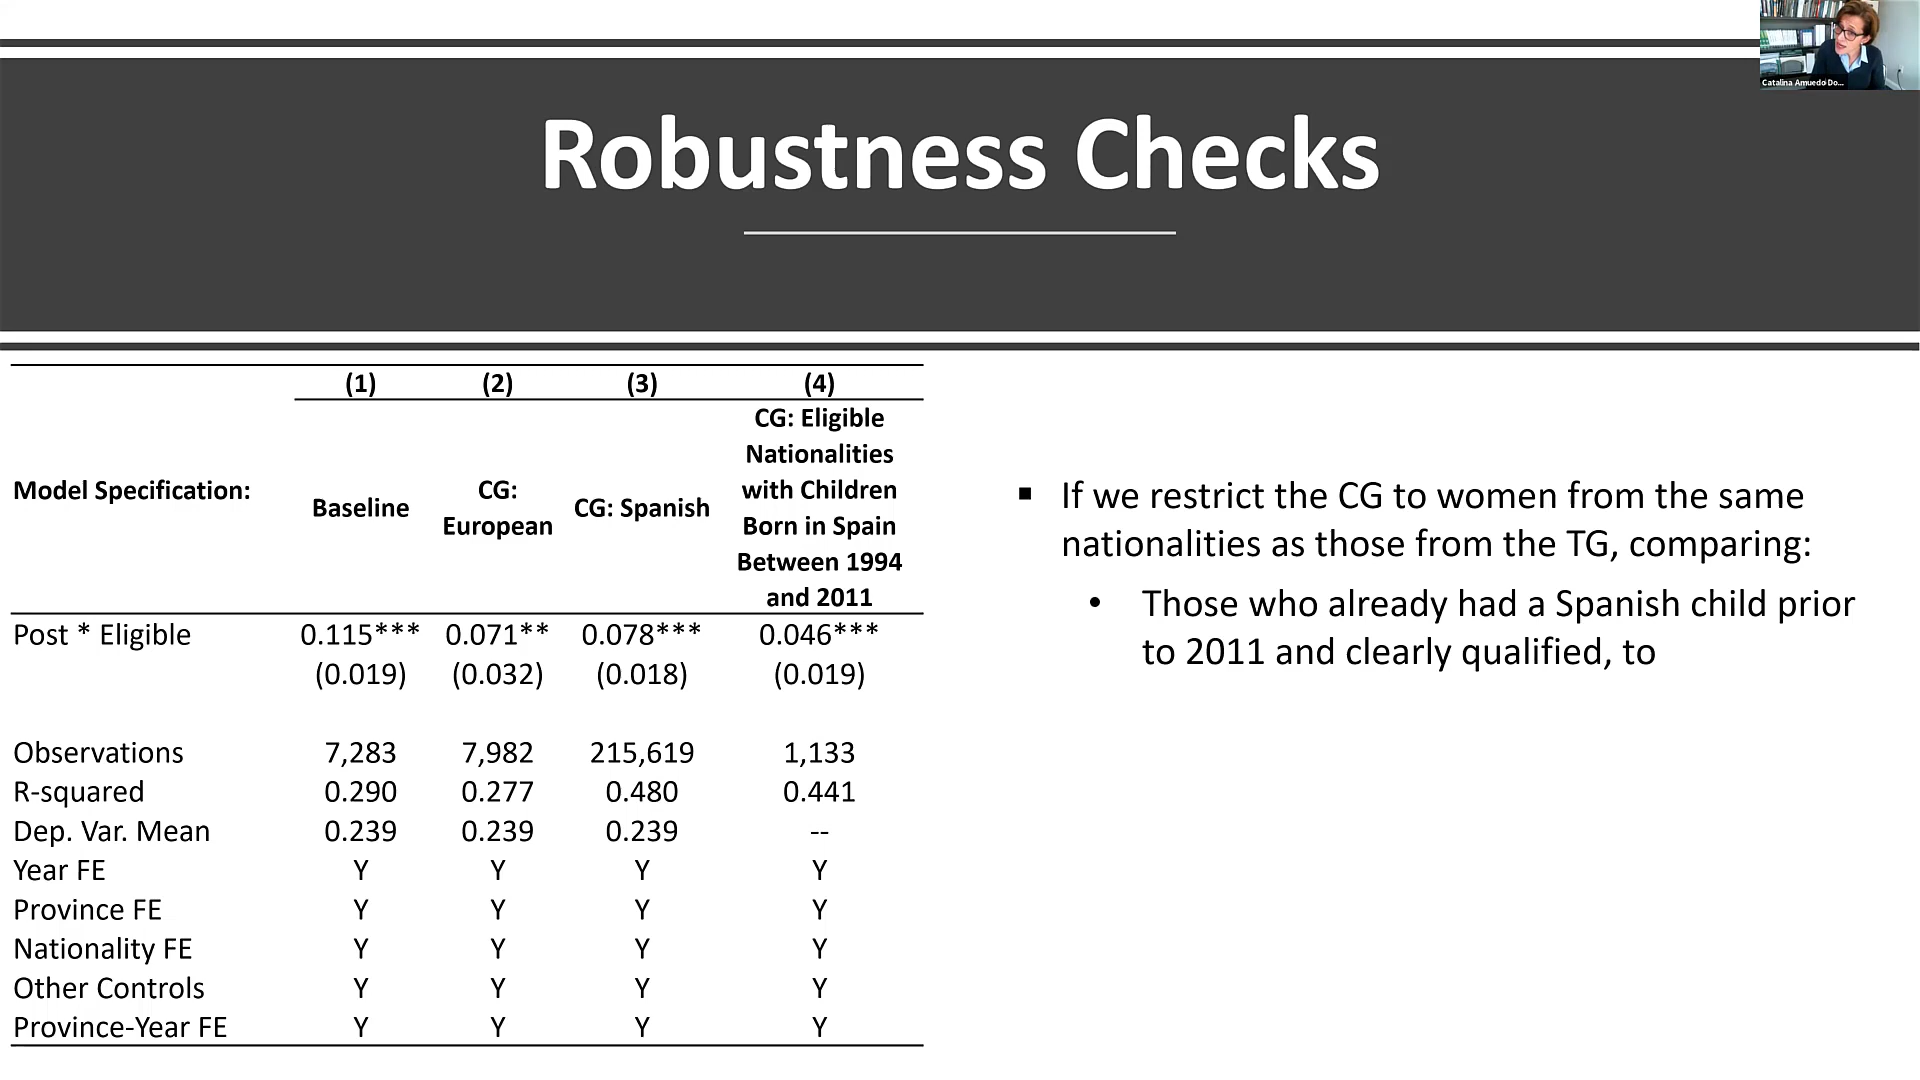 Catalina Amuedo Do...
Robustness Checks
(1) (2) (3) (4)
Model Specification: Baseline CG: European CG: Spanish CG: Eligible Nationalities with Children Born in Spain Between 1994 and 2011
Post * Eligible 0.115*** 0.071** 0.078*** 0.046***
(0.019) (0.032) (0.018) (0.019)
Observations 7,283 7,982 215,619 1,133
R-squared 0.290 0.277 0.480 0.441
Dep. Var. Mean 0.239 0.239 0.239 --
Year FE Y Y Y Y
Province FE Y Y Y Y
Nationality FE Y Y Y Y
Other Controls Y Y Y Y
Province-Year FE Y Y Y Y
▪ If we restrict the CG to women from the same
nationalities as those from the TG, comparing:
• Those who already had a Spanish child prior
to 2011 and clearly qualified, to